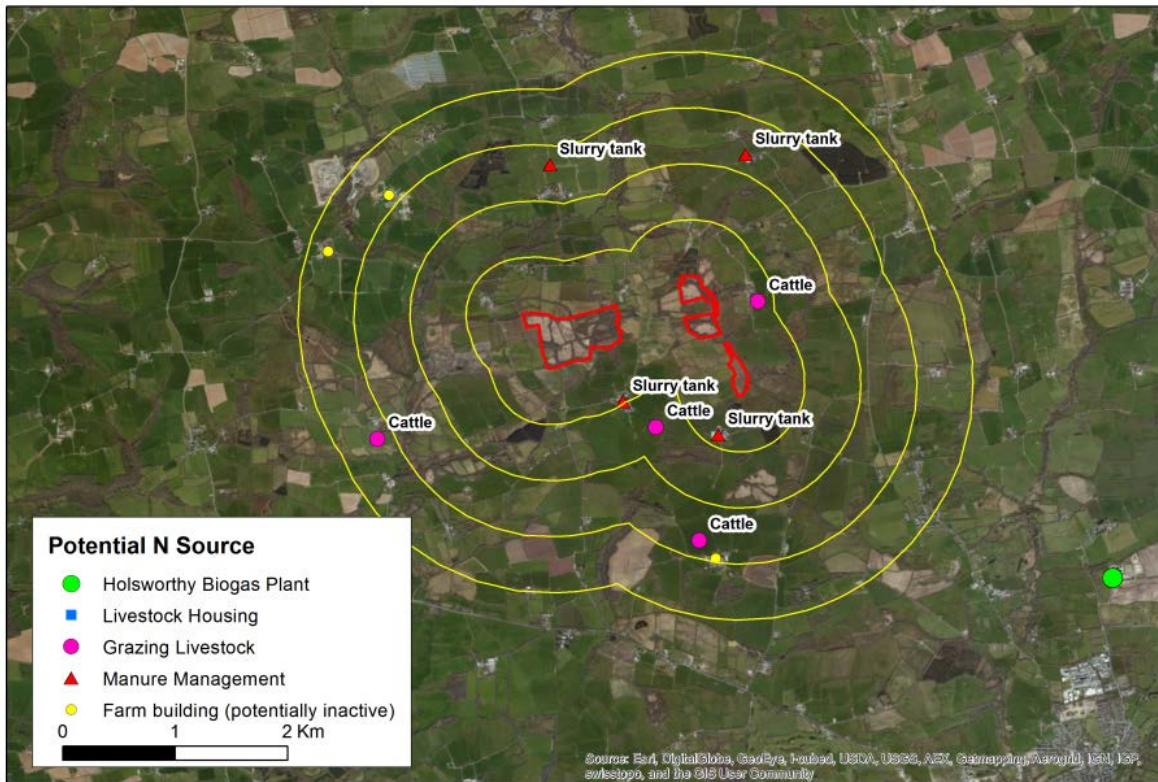 Slurry tank
Slurry tank
Cattle
Slurry tank
Cattle
Slurry tank
Cattle
Cattle
Potential N Source
Holsworthy Biogas Plant
Livestock Housing
Grazing Livestock
Manure Management
Farm building (potentially inactive)
0 1 2 Km
Source: Esri, DigitalGlobe, GeoEye, i-cubed, USDA, USGS, AEX, Getmapping, Aerogrid, IGN, IGP,
swisstopo, and the GIS User Community